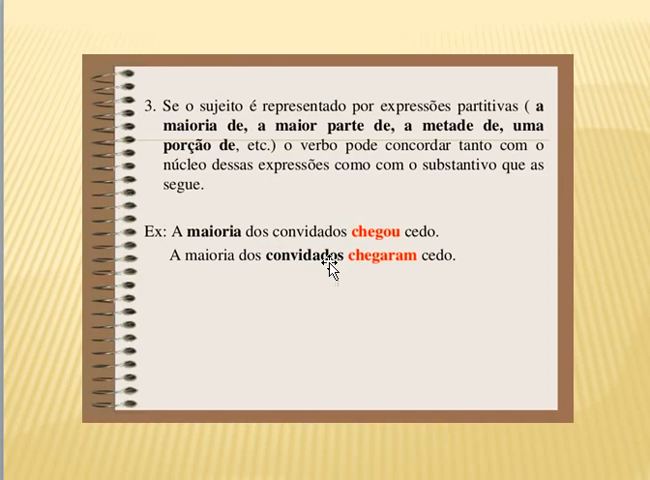 3. Se o sujeito é representado por expressões partitivas ( a
maioria de, a maior parte de, a metade de, uma
porção de, etc.) o verbo pode concordar tanto com o
núcleo dessas expressões como com o substantivo que as
segue.
Ex: A maioria dos convidados chegou cedo.
A maioria dos convidados chegaram cedo.